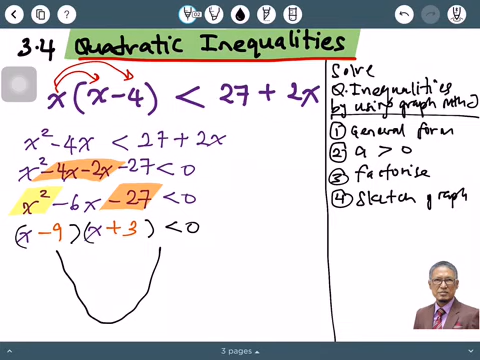 3.4 Quadratic Inequalities
x(x-4) < 27 + 2x
x²-4x < 27+2x
x²-4x-2x-27<0
x²-6x-27<0
(x-9)(x+3)<0
Solve
Q. Inequalities
by using graph
① General form
② a > 0
③ Factorise
④ Sketch graph
3 pages